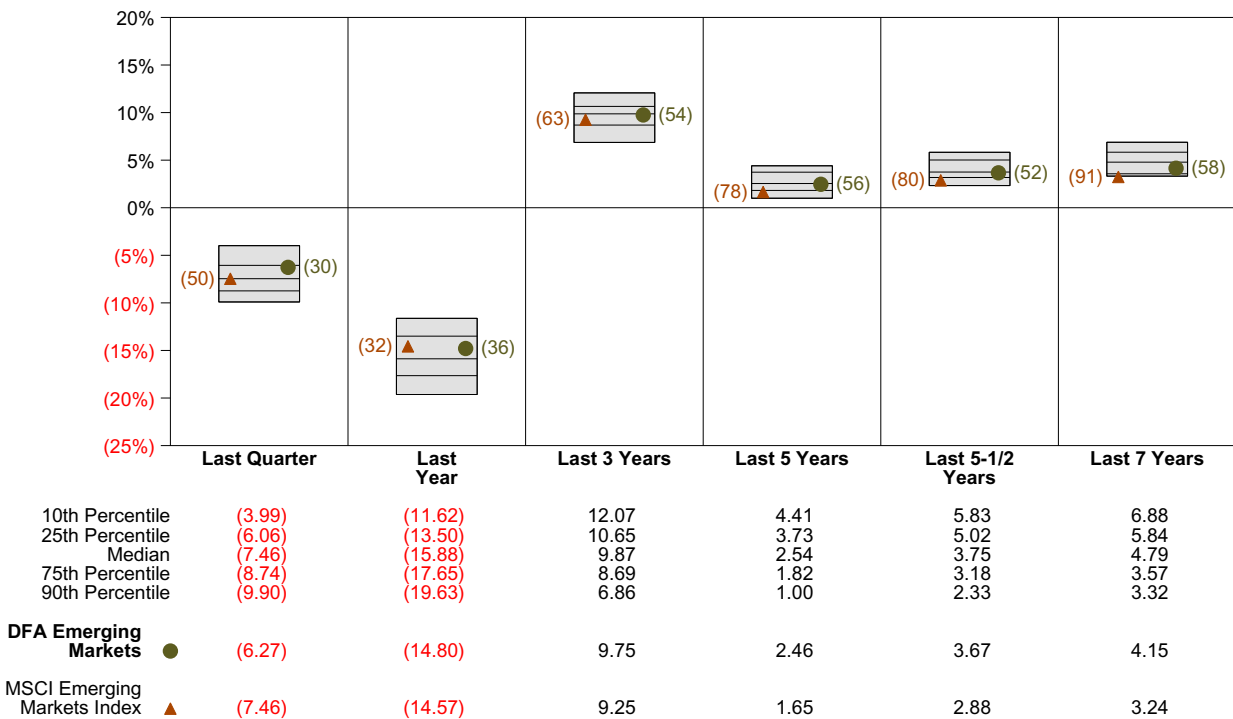 20%
15%
10%
5%
0%
(5%)
(10%)
(15%)
(20%)
(25%)
(50) (30)
(32) (36)
(63) (54)
(78) (56)
(80) (52)
(91) (58)
Last Quarter Last Year Last 3 Years Last 5 Years Last 5-1/2 Years Last 7 Years
10th Percentile (3.99) (11.62) 12.07 4.41 5.83 6.88
25th Percentile (6.06) (13.50) 10.65 3.73 5.02 5.84
Median (7.46) (15.88) 9.87 2.54 3.75 4.79
75th Percentile (8.74) (17.65) 8.69 1.82 3.18 3.57
90th Percentile (9.90) (19.63) 6.86 1.00 2.33 3.32
DFA Emerging
Markets (6.27) (14.80) 9.75 2.46 3.67 4.15
MSCI Emerging
Markets Index (7.46) (14.57) 9.25 1.65 2.88 3.24